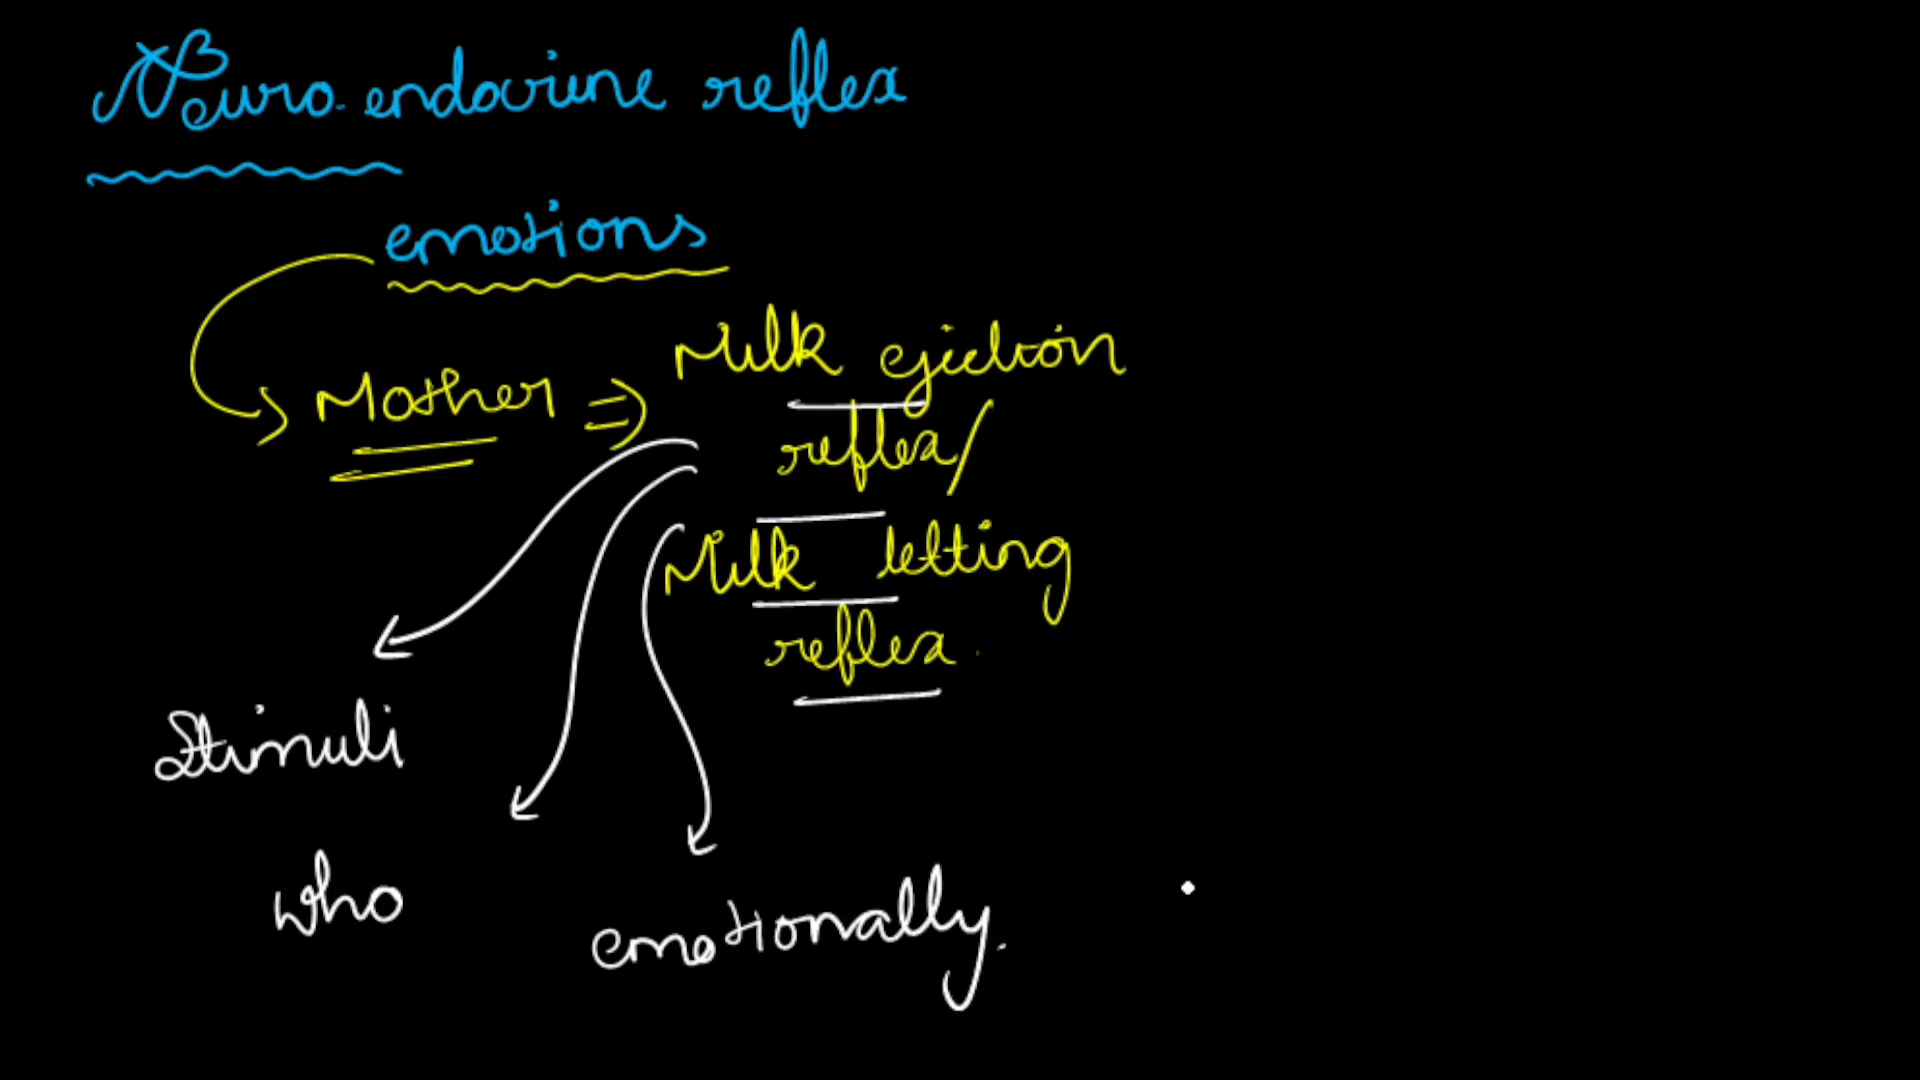 Neuro-endocrine reflex
emotions
Mother ⇒ Milk ejection
reflex/
Milk letting
reflex.
Stimuli
who
emotionally.